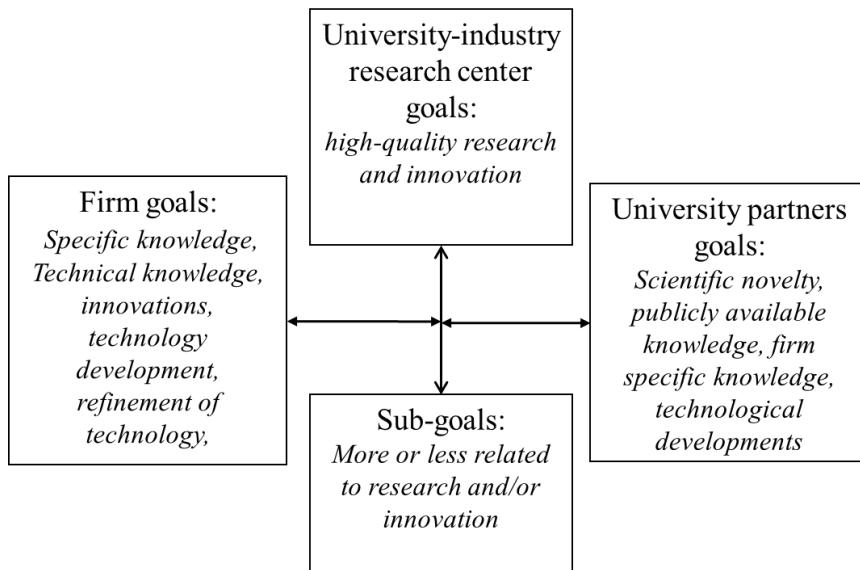 University-industry
research center
goals:
high-quality research
and innovation
Firm goals:
Specific knowledge,
Technical knowledge,
innovations,
technology
development,
refinement of
technology,
University partners
goals:
Scientific novelty,
publicly available
knowledge, firm
specific knowledge,
technological
developments
Sub-goals:
More or less related
to research and/or
innovation